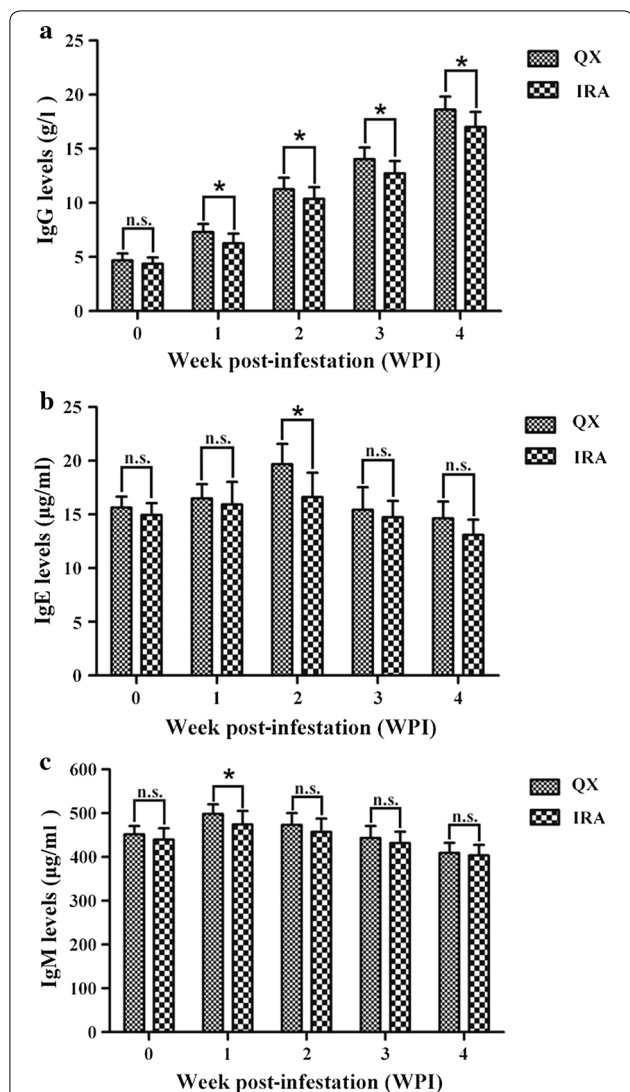 a
25
20
15
10
5
0
IgG levels (g/l )
n.s.
*
*
*
*
QX
IRA
0 1 2 3 4
Week post-infestation (WPI)
b
25
20
15
10
5
0
IgE levels (μg/ml)
n.s.
n.s.
*
n.s.
n.s.
QX
IRA
0 1 2 3 4
Week post-infestation (WPI)
c
600
500
400
300
200
100
0
IgM levels (μg/ml )
n.s.
*
n.s.
n.s.
n.s.
QX
IRA
0 1 2 3 4
Week post-infestation (WPI)